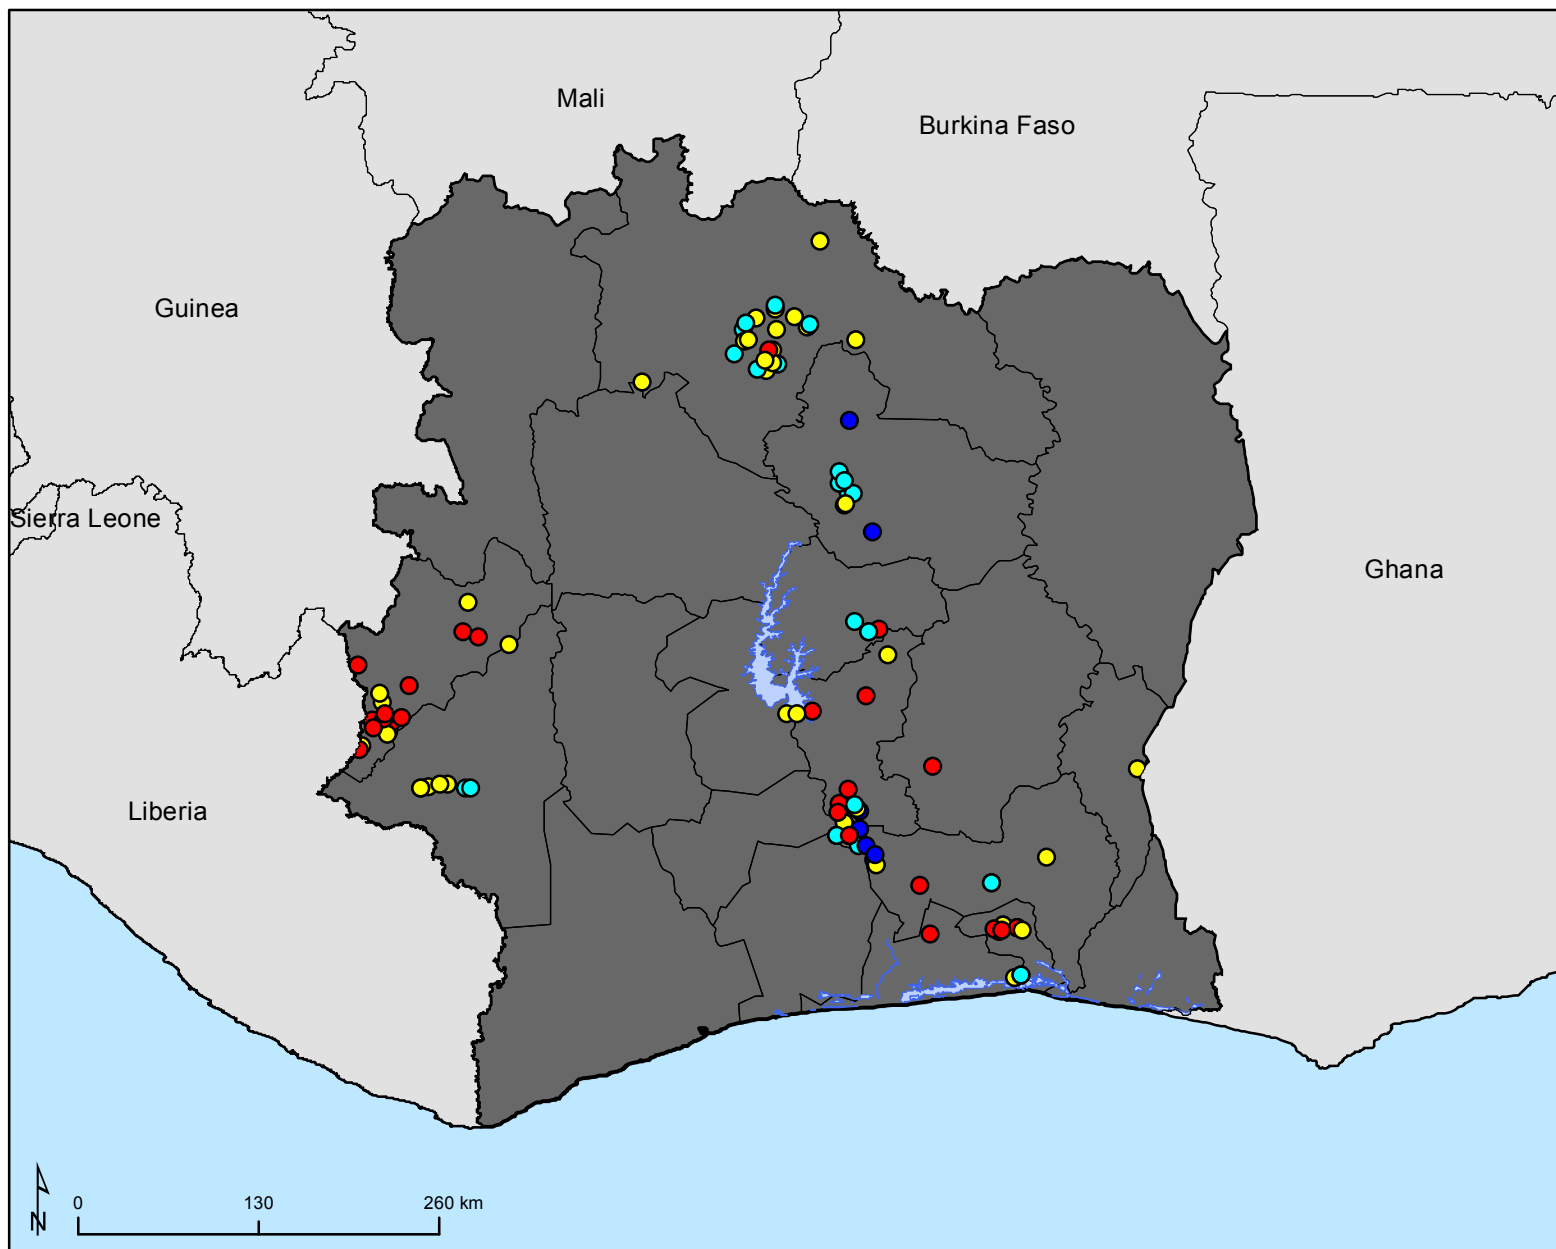 Mali
Burkina Faso
Guinea
Sierra Leone
Ghana
Liberia
0
130
260 km
N